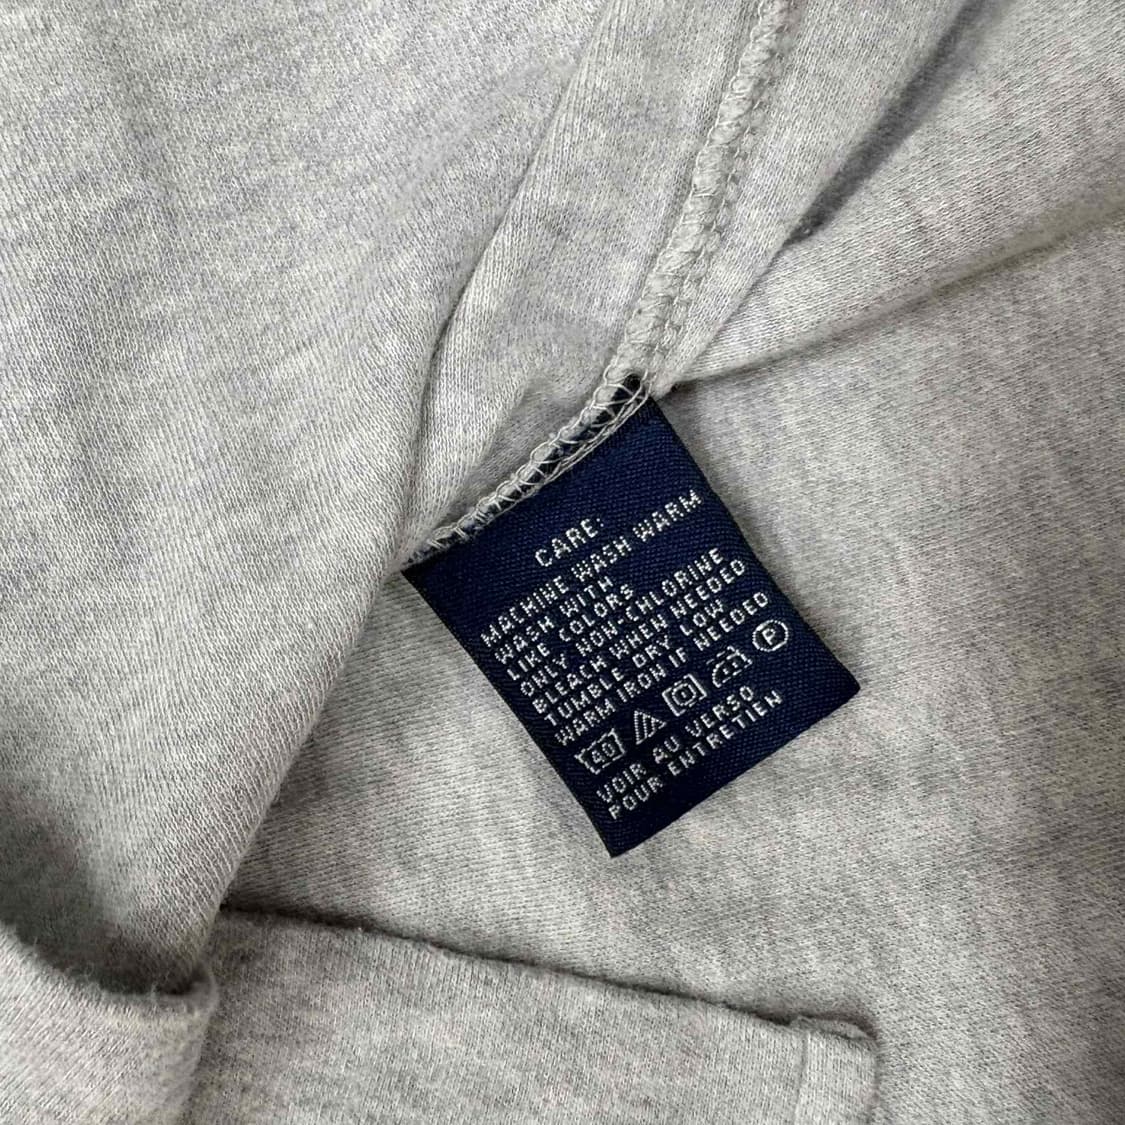 CARE:
MACHINE WASH WARM
WASH WITH
LIKE COLORS
ONLY NON-CHLORINE
BLEACH WHEN NEEDED
TUMBLE DRY LOW
WARM IRON IF NEEDED
40 P
VOIR AU VERSO
POUR ENTRETIEN